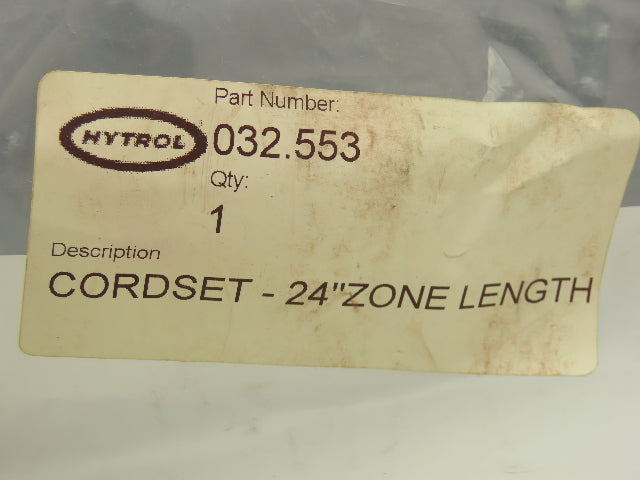 Part Number:
HYTROL
032.553
Qty:
1
Description
CORDSET - 24"ZONE LENGTH